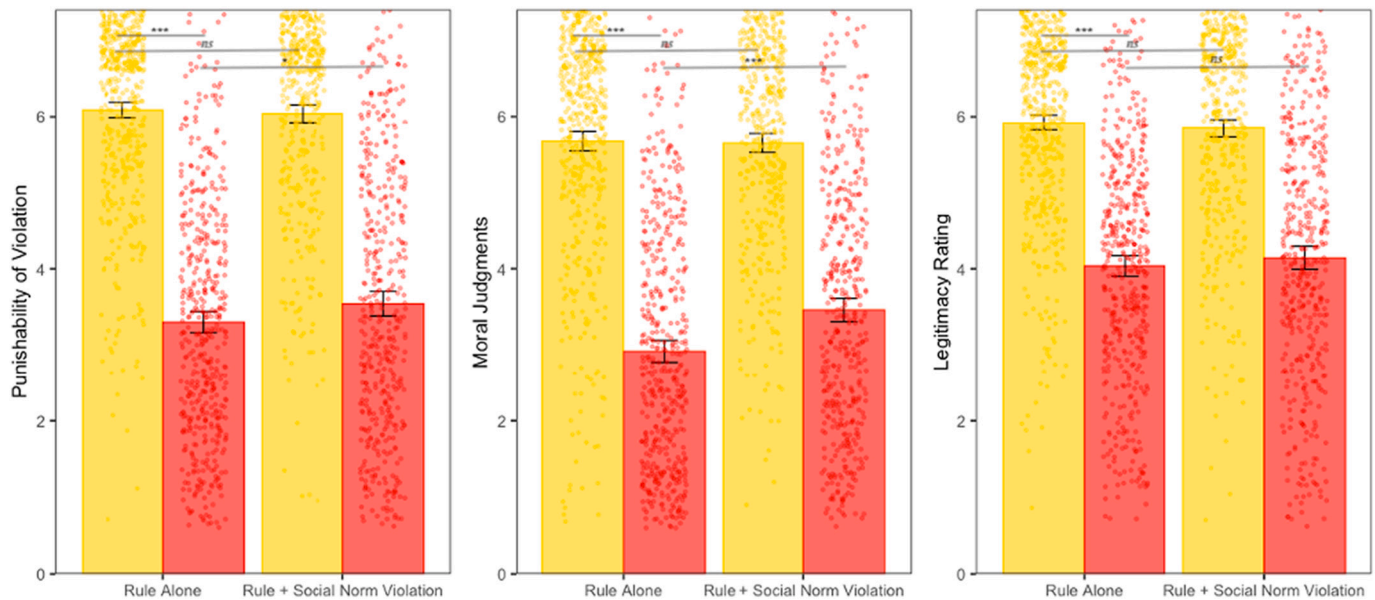 Punishability of Violation
6
4
2
0
***
ns
*
Rule Alone
Rule + Social Norm Violation
Moral Judgments
6
4
2
0
***
ns
***
Rule Alone
Rule + Social Norm Violation
Legitimacy Rating
6
4
2
0
***
ns
ns
Rule Alone
Rule + Social Norm Violation